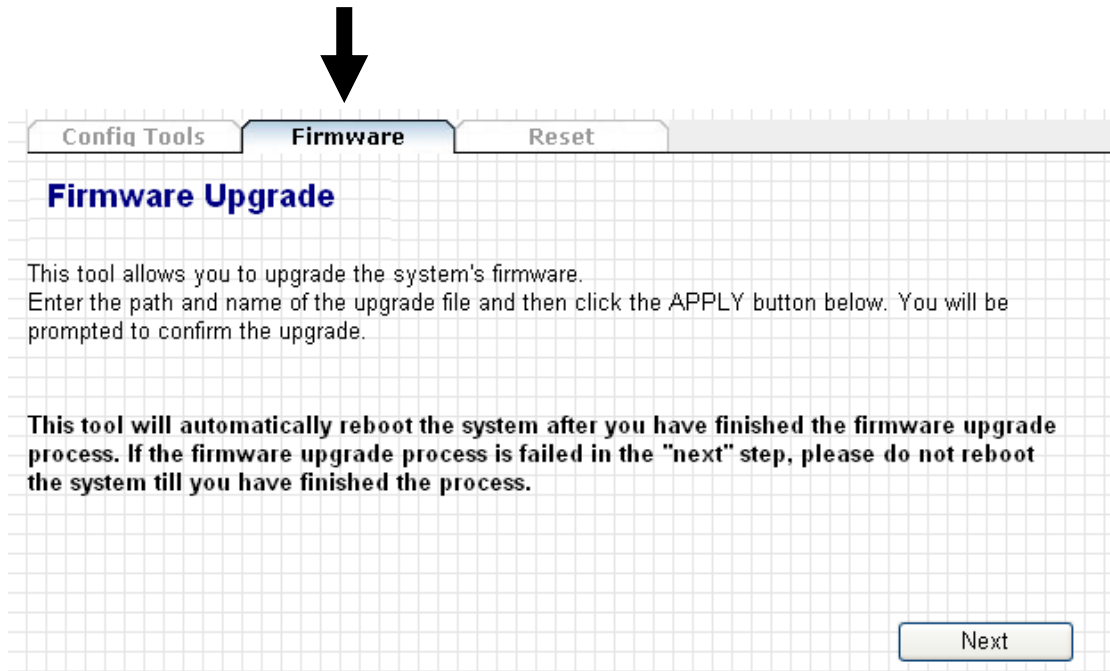 Config Tools
Firmware
Reset
Firmware Upgrade
This tool allows you to upgrade the system's firmware.
Enter the path and name of the upgrade file and then click the APPLY button below. You will be
prompted to confirm the upgrade.
This tool will automatically reboot the system after you have finished the firmware upgrade
process. If the firmware upgrade process is failed in the "next" step, please do not reboot
the system till you have finished the process.
Next